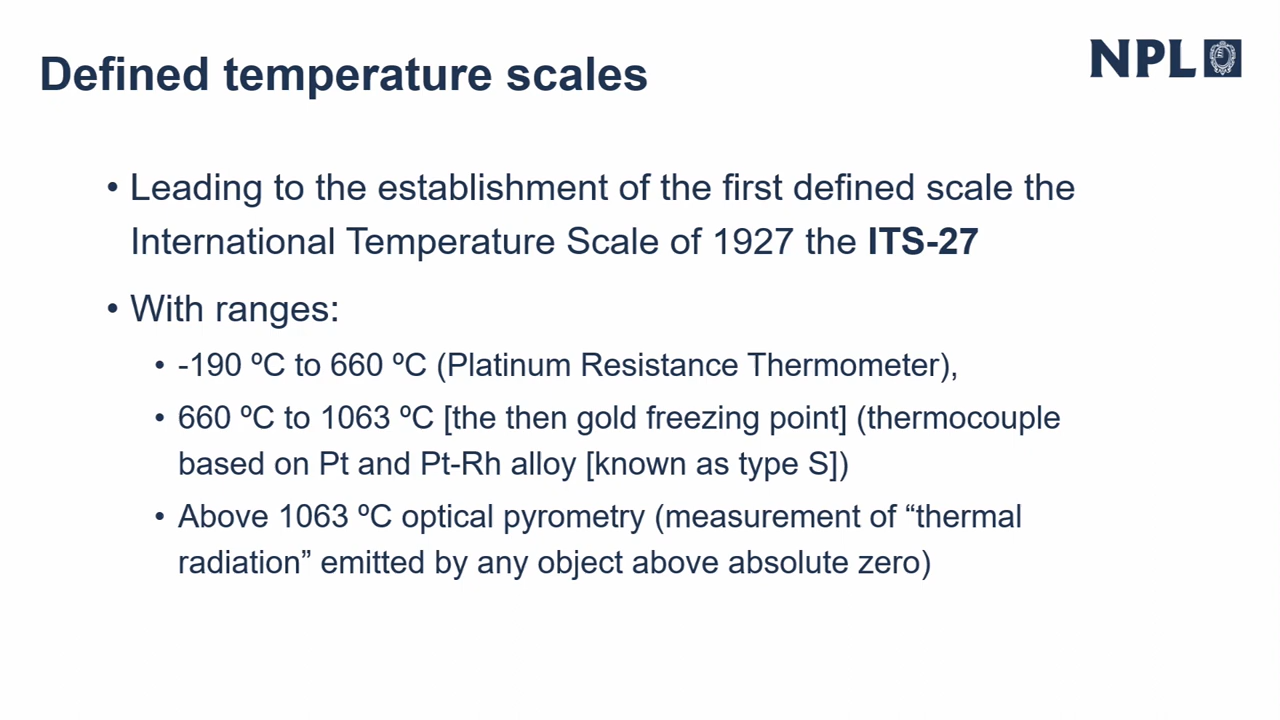 Defined temperature scales
NPL
• Leading to the establishment of the first defined scale the
International Temperature Scale of 1927 the ITS-27
• With ranges:
• -190 ºC to 660 ºC (Platinum Resistance Thermometer),
• 660 ºC to 1063 ºC [the then gold freezing point] (thermocouple
based on Pt and Pt-Rh alloy [known as type S])
• Above 1063 ºC optical pyrometry (measurement of “thermal
radiation” emitted by any object above absolute zero)